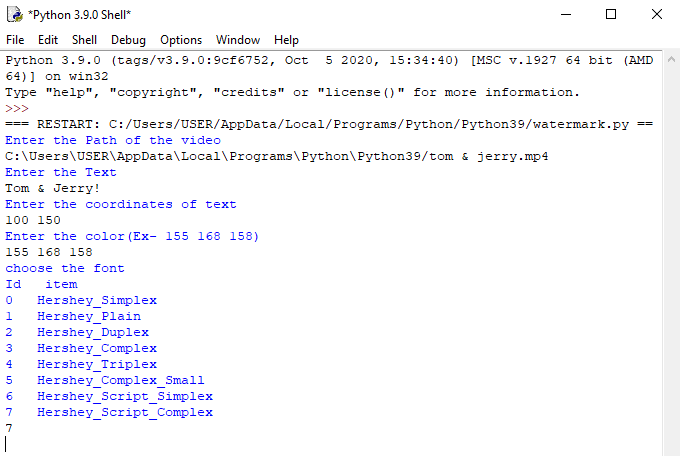 *Python 3.9.0 Shell*
File Edit Shell Debug Options Window Help
Python 3.9.0 (tags/v3.9.0:9cf6752, Oct  5 2020, 15:34:40) [MSC v.1927 64 bit (AMD
64)] on win32
Type "help", "copyright", "credits" or "license()" for more information.
>>>
=== RESTART: C:/Users/USER/AppData/Local/Programs/Python/Python39/watermark.py ==
Enter the Path of the video
C:\Users\USER\AppData\Local\Programs\Python\Python39/tom & jerry.mp4
Enter the Text
Tom & Jerry!
Enter the coordinates of text
100 150
Enter the color(Ex- 155 168 158)
155 168 158
choose the font
Id   item
0   Hershey_Simplex
1   Hershey_Plain
2   Hershey_Duplex
3   Hershey_Complex
4   Hershey_Triplex
5   Hershey_Complex_Small
6   Hershey_Script_Simplex
7   Hershey_Script_Complex
7